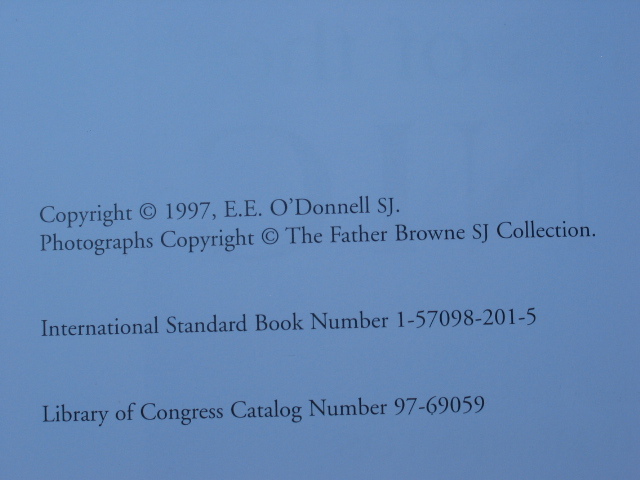 Copyright © 1997, E.E. O'Donnell SJ.
Photographs Copyright © The Father Browne SJ Collection.
International Standard Book Number 1-57098-201-5
Library of Congress Catalog Number 97-69059